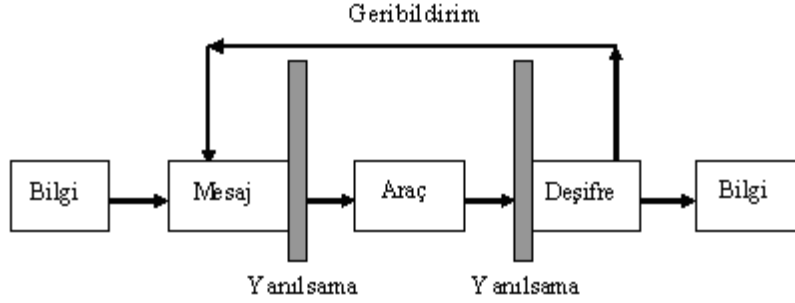 Geribildirim
Bilgi
Mesaj
Araç
Deşifre
Bilgi
Yanılsama
Yanılsama